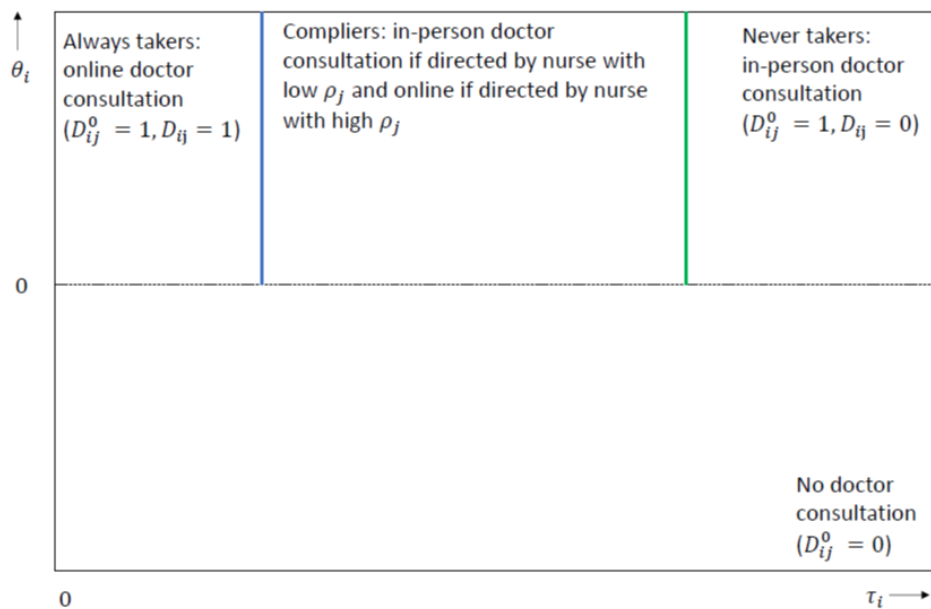 Always takers:
online doctor
consultation
(D⁰ᵢⱼ = 1, Dᵢⱼ = 1)
Compliers: in-person doctor
consultation if directed by nurse with
low ρⱼ and online if directed by nurse
with high ρⱼ
Never takers:
in-person doctor
consultation
(D⁰ᵢⱼ = 1, Dᵢⱼ = 0)
θᵢ
0
No doctor
consultation
(D⁰ᵢⱼ = 0)
0
τᵢ